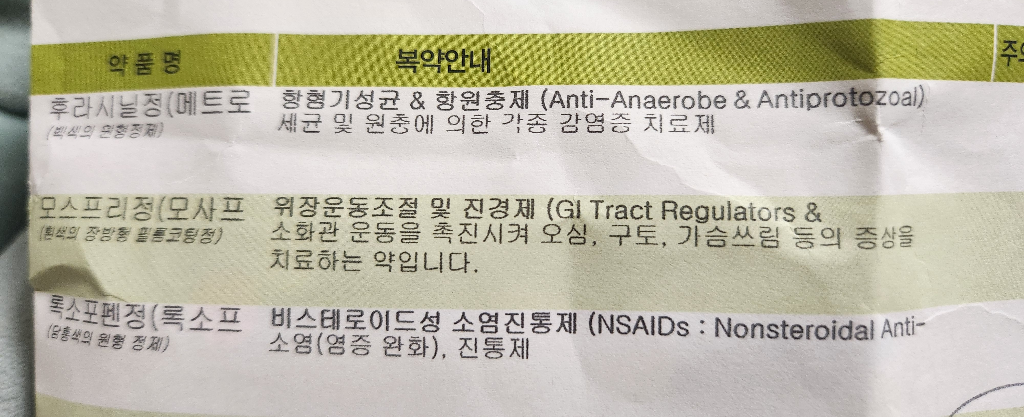 약 품 명 복약안내 주의
후라시닐정(메트로 항혐기성균 & 항원충제 (Anti-Anaerobe & Antiprotozoal)
(백색의 원형정제) 세균 및 원충에 의한 각종 감염증 치료제
모스프리정(모사프 위장운동조절 및 진경제 (GI Tract Regulators &
(흰색의 장방형 필름코팅정) 소화관 운동을 촉진시켜 오심, 구토, 가슴쓰림 등의 증상을
치료하는 약입니다.
록소포펜정(록소프 비스테로이드성 소염진통제 (NSAIDs : Nonsteroidal Anti-
(담홍색의 원형 정제) 소염(염증 완화), 진통제